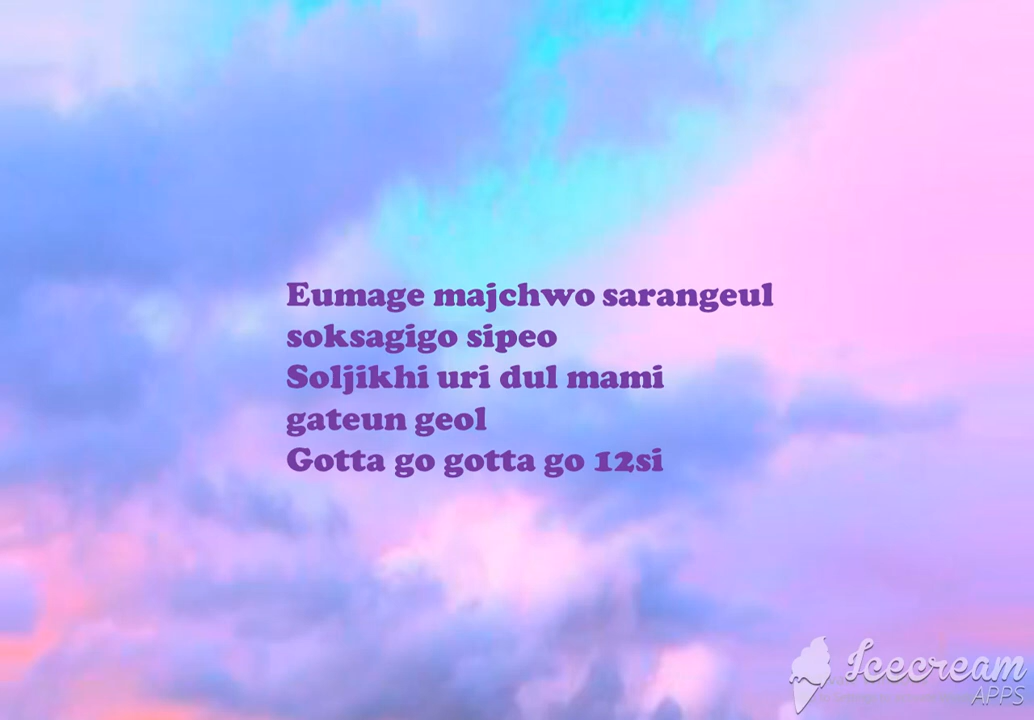 Eumage majchwo sarangeul
soksagigo sipeo
Soljikhi uri dul mami
gateun geol
Gotta go gotta go 12si
Icecream
APPS